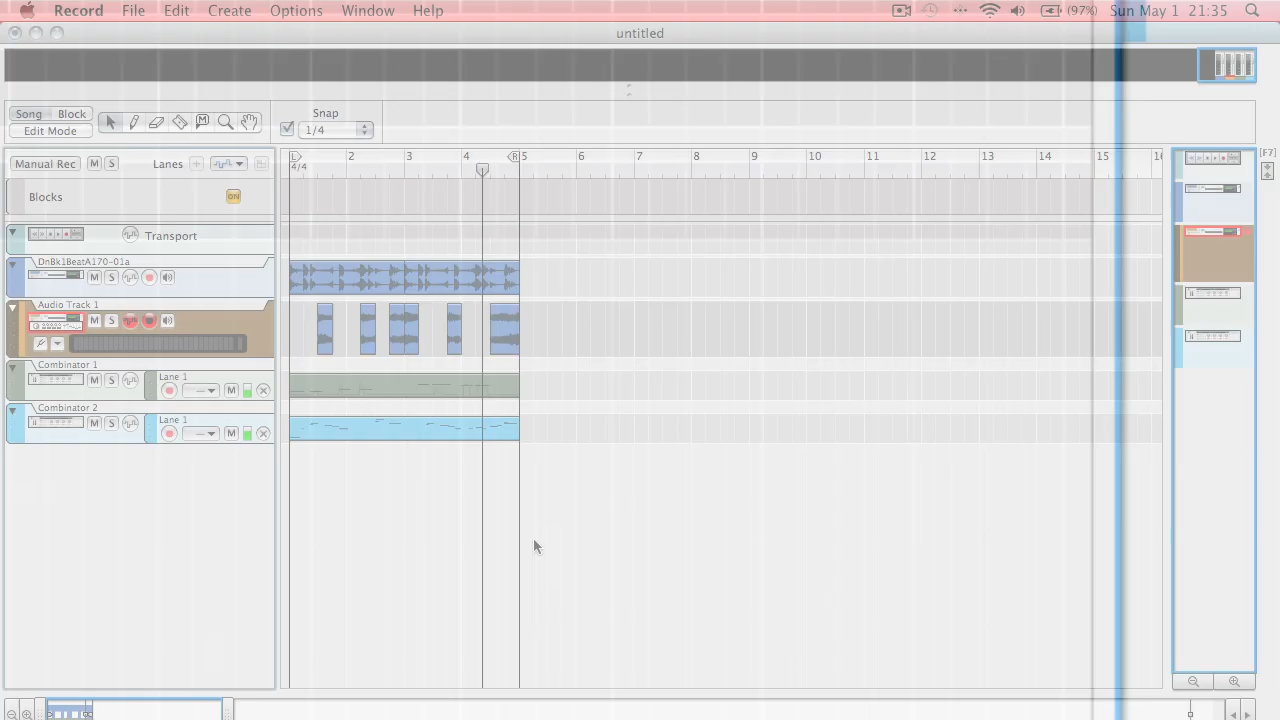 Record File Edit Create Options Window Help (97%) Sun May 1 21:35
untitled
Song Block
Edit Mode
Snap
1/4
Manual Rec M S Lanes
L 2 3 4 R 5 6 7 8 9 10 11 12 13 14 15 16
4/4
[F7]
Blocks ON
Transport
DnBk1BeatA170-01a
M S
Audio Track 1
M S
Combinator 1
M S Lane 1
M
Combinator 2
M S Lane 1
M